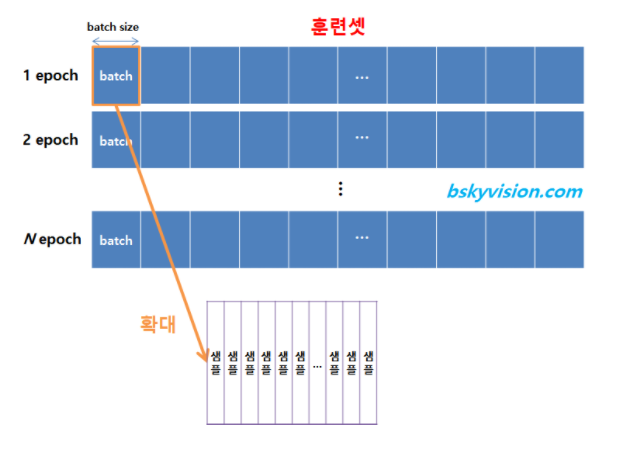 batch size
훈련셋
1 epoch
batch
...
2 epoch
batch
...
⋮
bskyvision.com
N epoch
batch
...
확대
샘플 샘플 샘플 샘플 샘플 샘플 ... 샘플 샘플 샘플